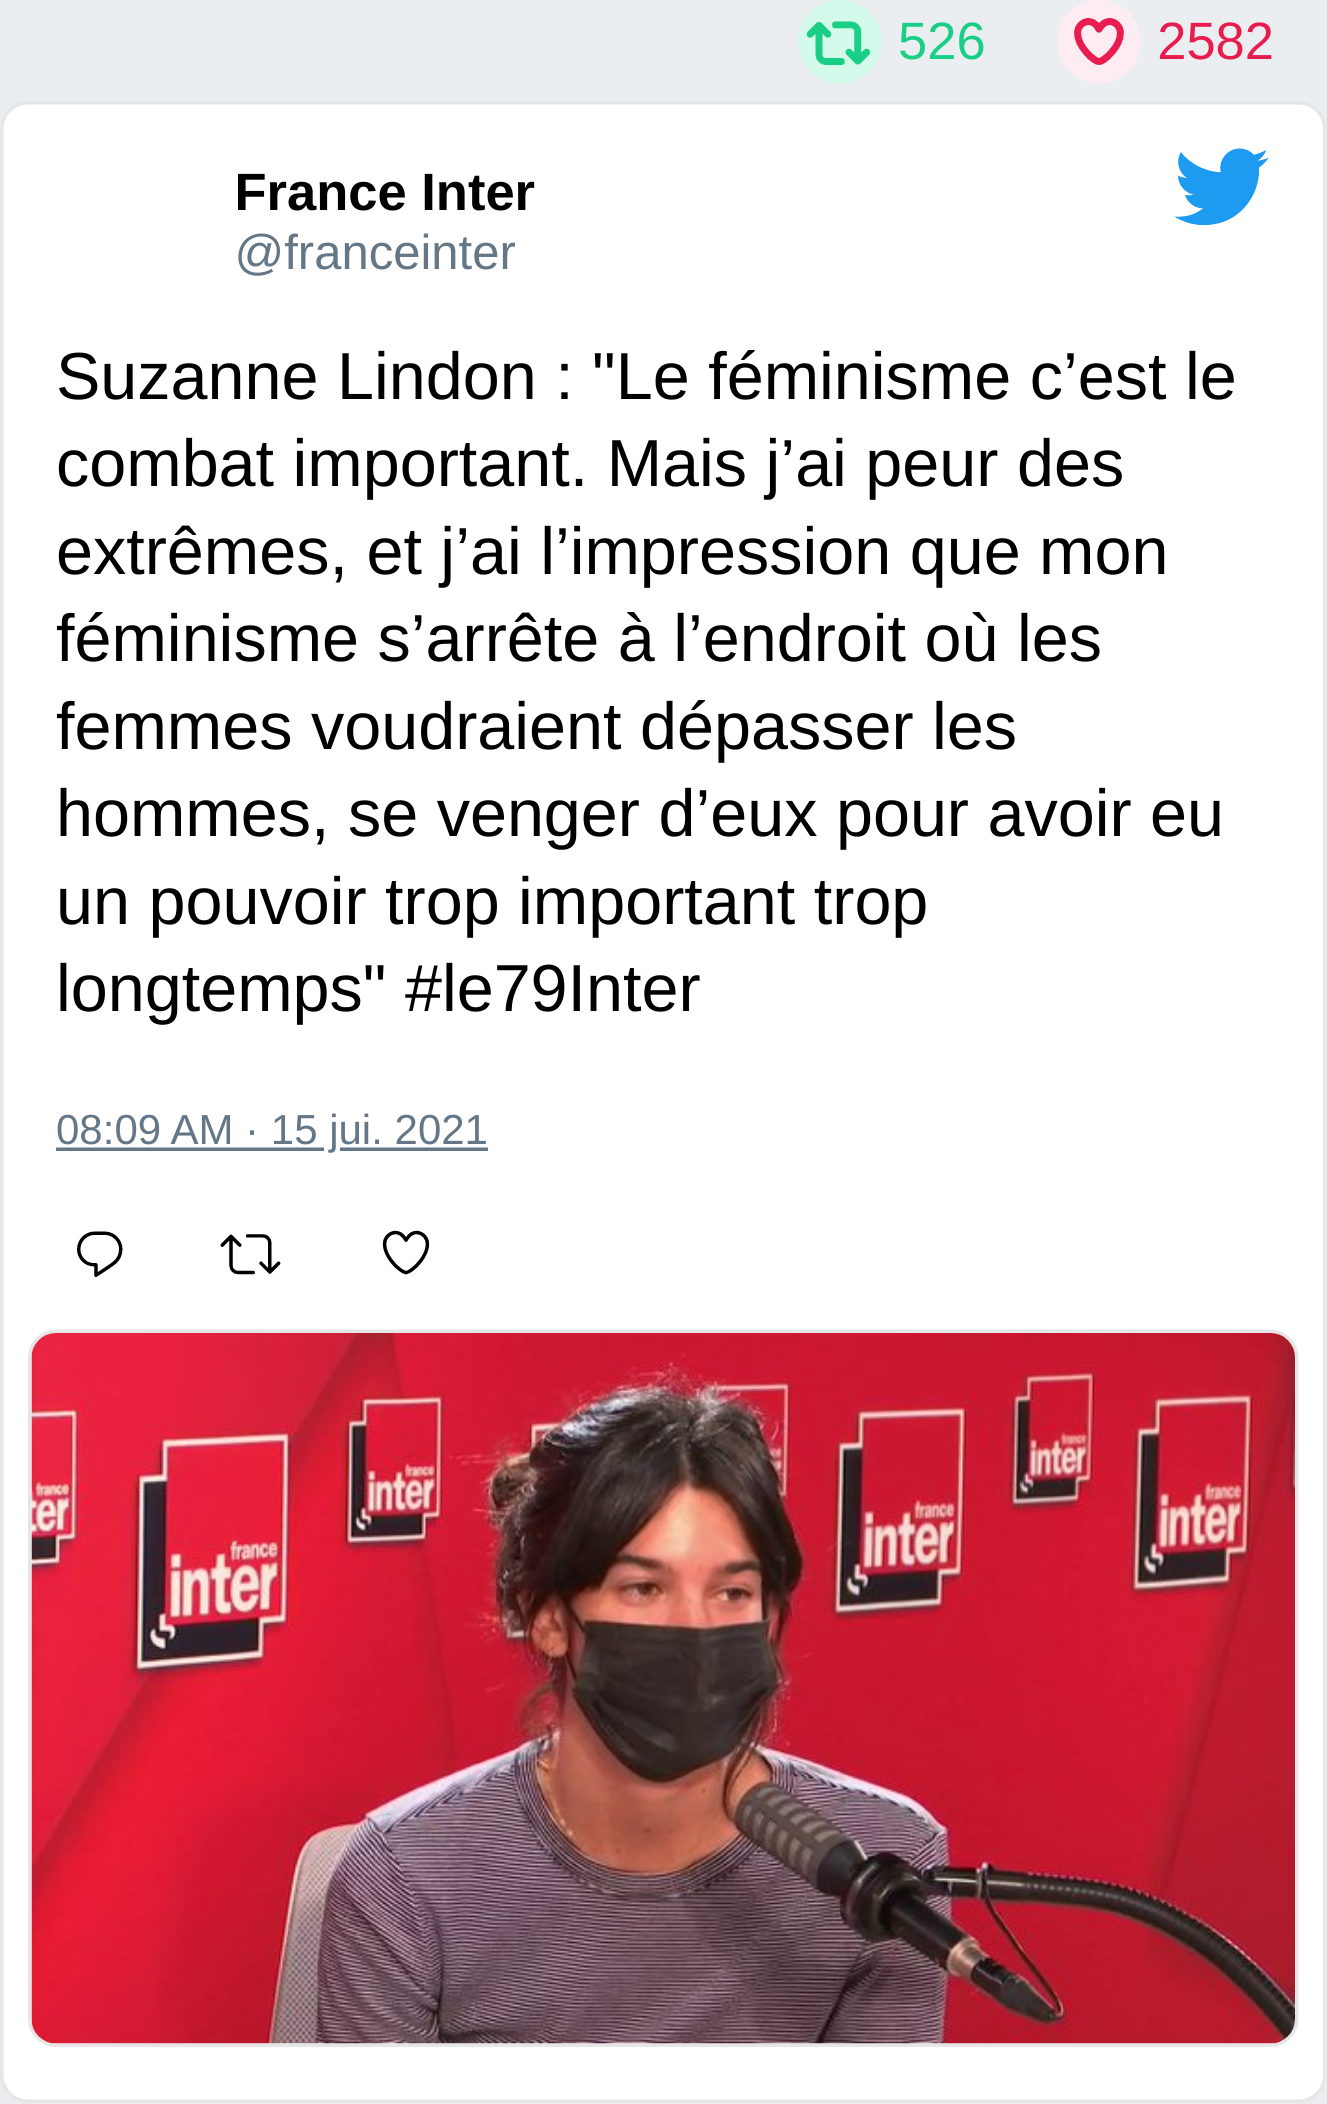 526 2582
France Inter
@franceinter
Suzanne Lindon : "Le féminisme c’est le
combat important. Mais j’ai peur des
extrêmes, et j’ai l’impression que mon
féminisme s’arrête à l’endroit où les
femmes voudraient dépasser les
hommes, se venger d’eux pour avoir eu
un pouvoir trop important trop
longtemps" #le79Inter
08:09 AM · 15 jui. 2021
france
inter
france
inter
france
inter
france
inter
france
inter
france